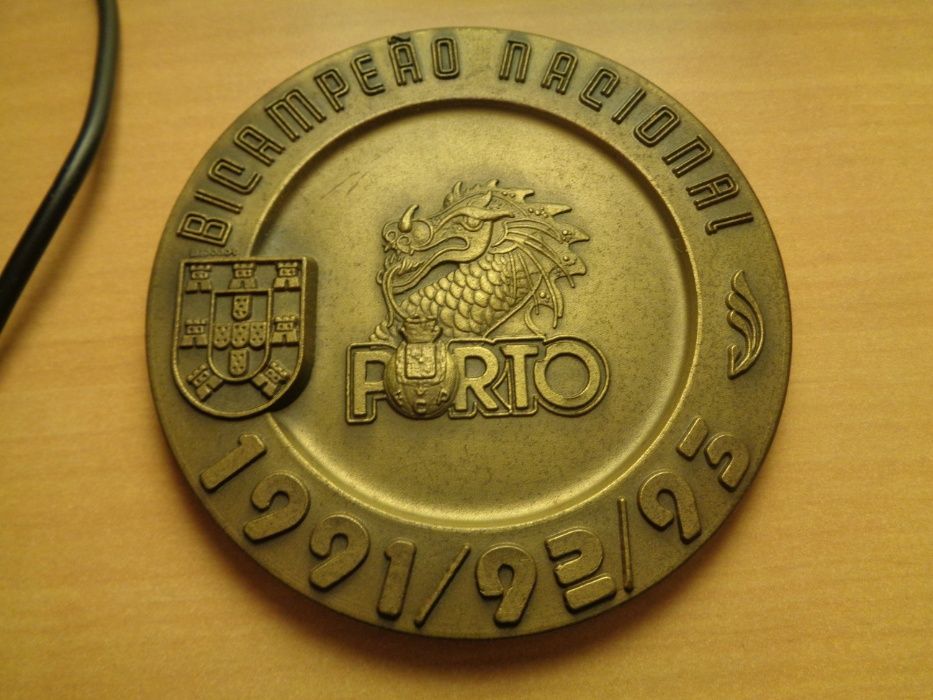 BICAMPEÃO NACIONAL
PORTO
1991/92/93